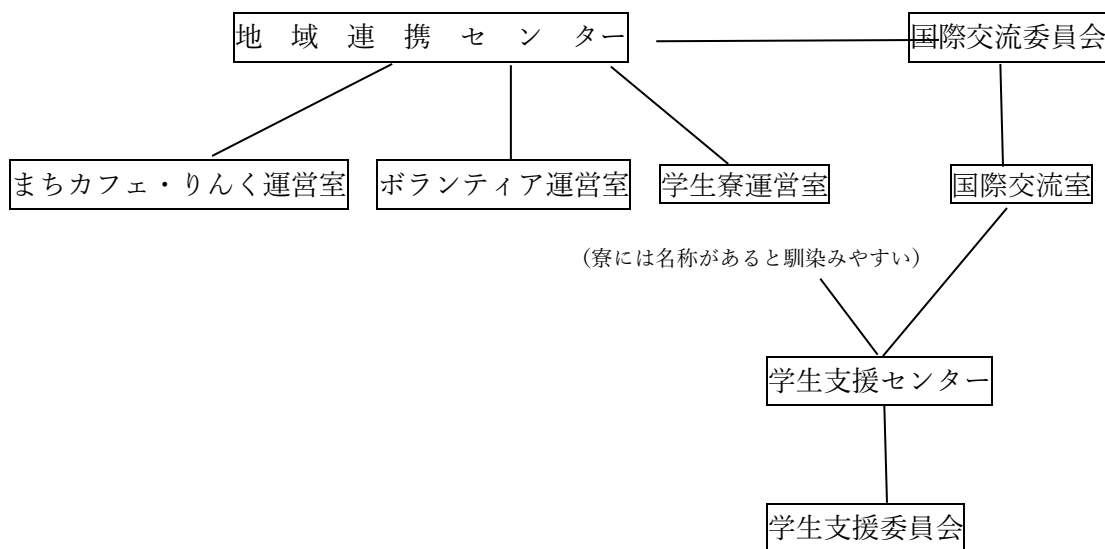 地　域　連　携　セ　ン　ター
国際交流委員会
まちカフェ・りんく運営室
ボランティア運営室
学生寮運営室
国際交流室
（寮には名称があると馴染みやすい）
学生支援センター
学生支援委員会